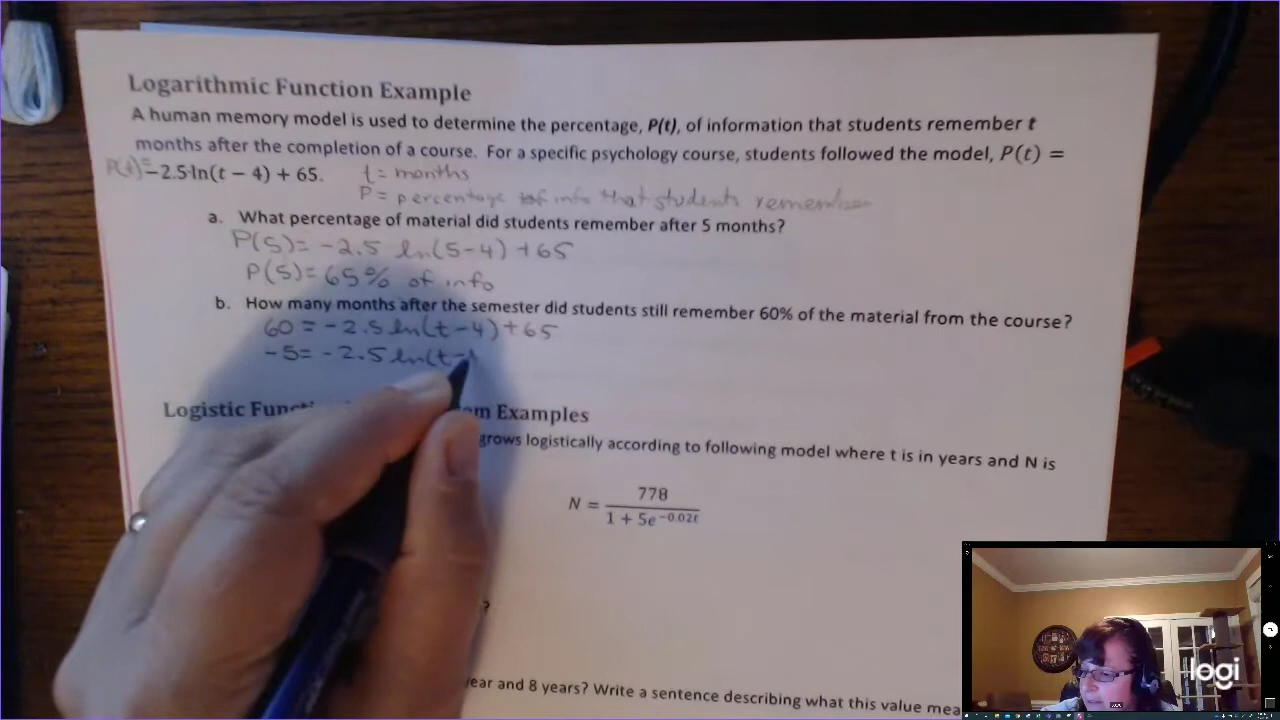 Logarithmic Function Example
A human memory model is used to determine the percentage, P(t), of information that students remember t
months after the completion of a course. For a specific psychology course, students followed the model, P(t) =
P(t)= −2.5·ln(t − 4) + 65. t = months
P = percentage of info that students remember
a. What percentage of material did students remember after 5 months?
P(5) = -2.5 ln(5-4) + 65
P(5) = 65% of info
b. How many months after the semester did students still remember 60% of the material from the course?
60 = -2.5 ln(t-4) + 65
-5 = -2.5 ln(t-
Logistic Examples
grows logistically according to following model where t is in years and N is
N = 778 / 1 + 5e^−0.02t
?
year and 8 years? Write a sentence describing what this value
logi